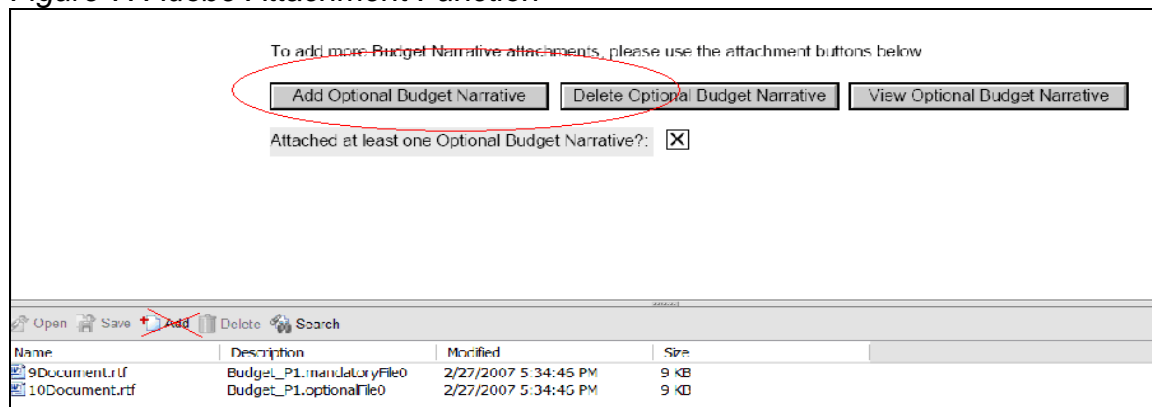 To add more Budget Narrative attachments, please use the attachment buttons below
Add Optional Budget Narrative Delete Optional Budget Narrative View Optional Budget Narrative
Attached at least one Optional Budget Narrative?:
Open Save Add Delete Search
Name Description Modified Size
9Document.rtf Budget_P1.mandatoryFile0 2/27/2007 5:34:46 PM 9 KB
10Document.rtf Budget_P1.optionalFile0 2/27/2007 5:34:46 PM 9 KB